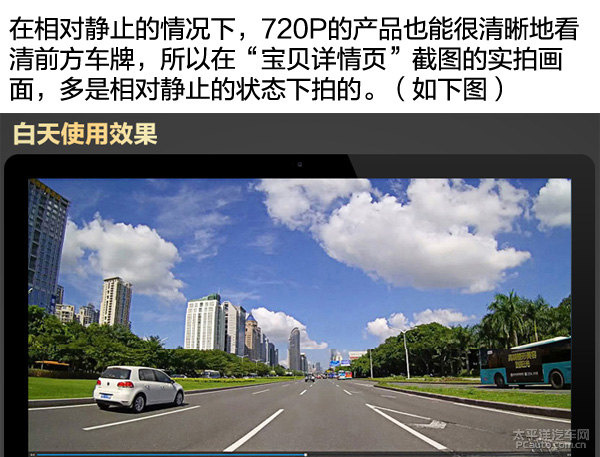 在相对静止的情况下，720P的产品也能很清晰地看
清前方车牌，所以在“宝贝详情页”截图的实拍画
面，多是相对静止的状态下拍的。（如下图）
白天使用效果
太平洋汽车网
PCauto.com.cn